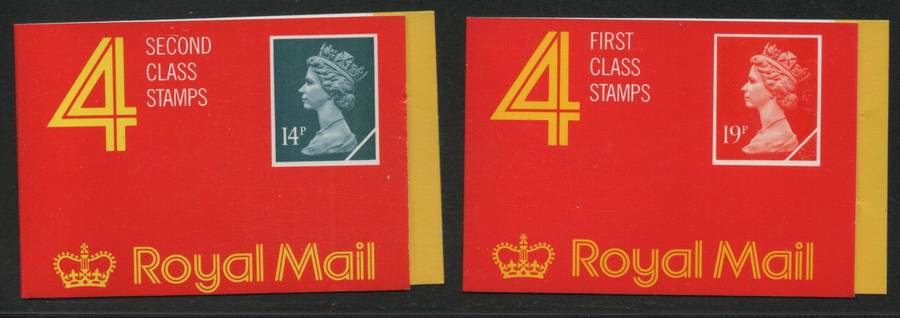 4
SECOND
CLASS
STAMPS
14P
Royal Mail
4
FIRST
CLASS
STAMPS
19P
Royal Mail